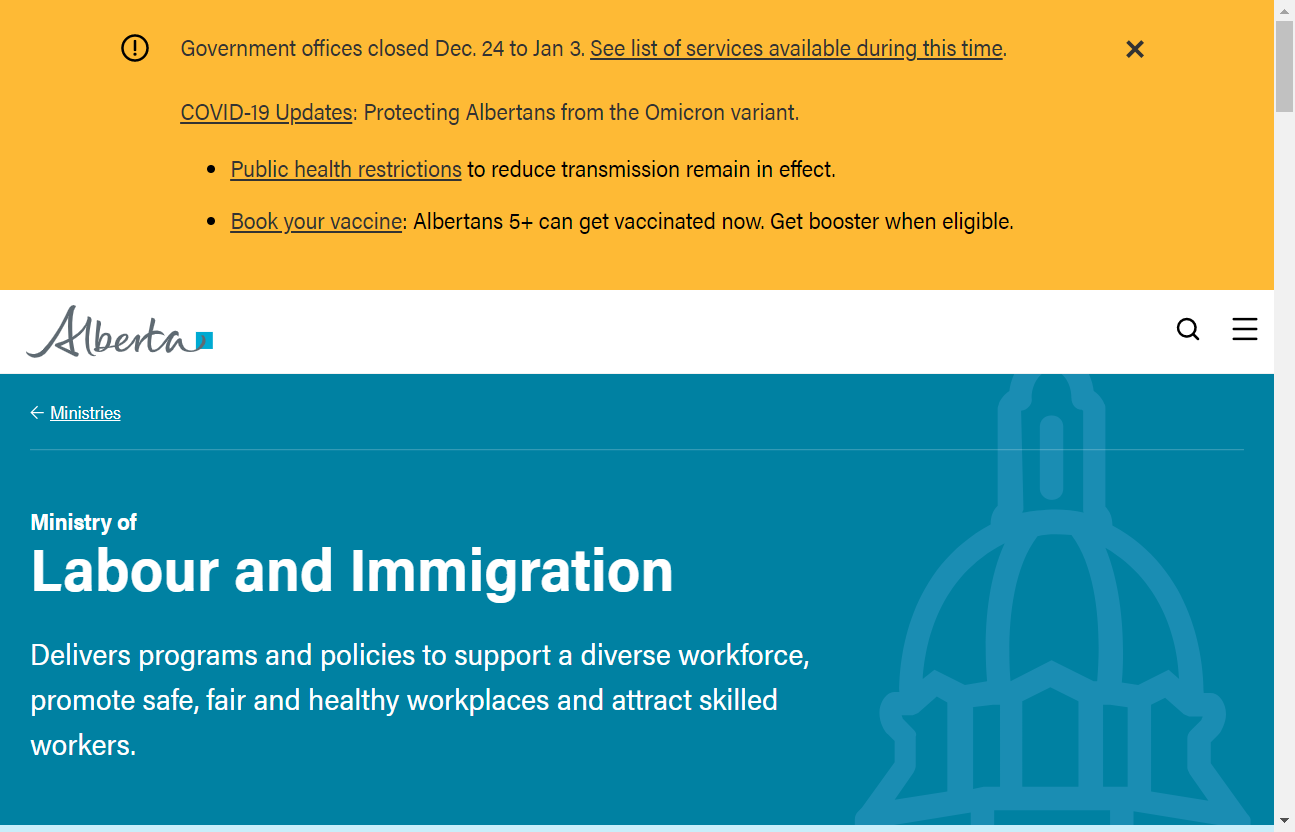 Government offices closed Dec. 24 to Jan 3. See list of services available during this time.
COVID-19 Updates: Protecting Albertans from the Omicron variant.
• Public health restrictions to reduce transmission remain in effect.
• Book your vaccine: Albertans 5+ can get vaccinated now. Get booster when eligible.
Alberta
← Ministries
Ministry of
Labour and Immigration
Delivers programs and policies to support a diverse workforce,
promote safe, fair and healthy workplaces and attract skilled
workers.